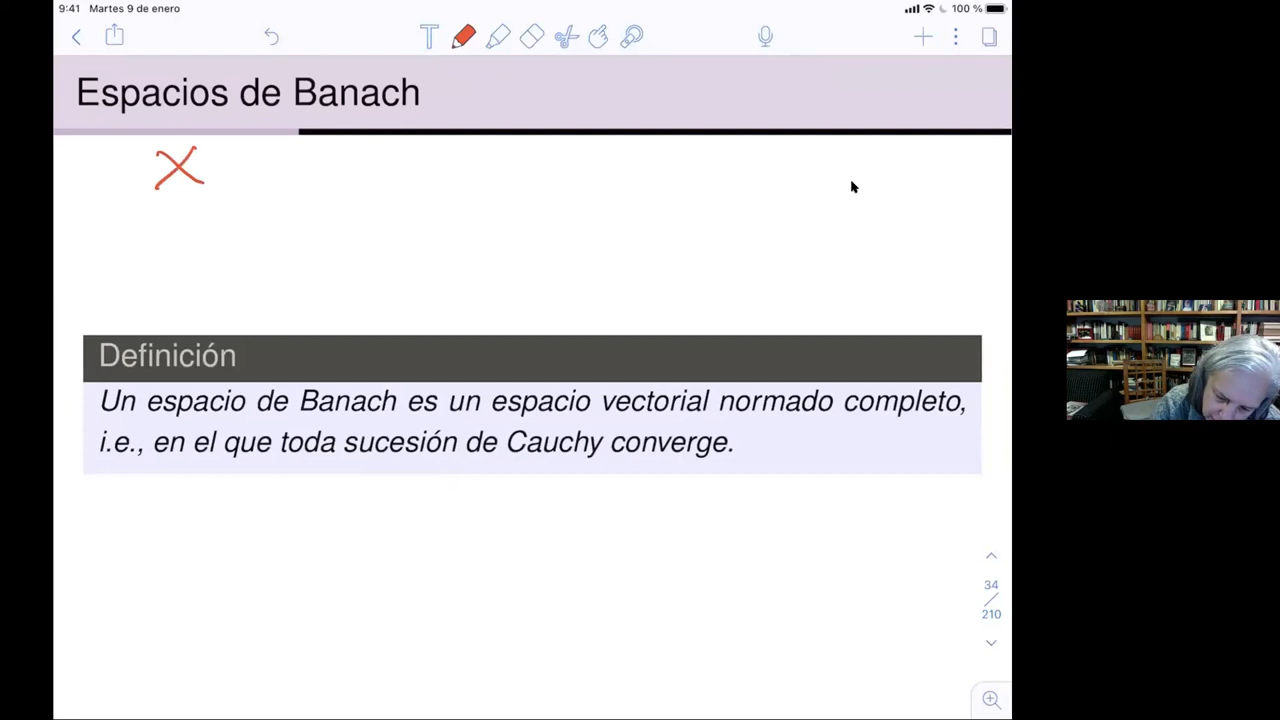 9:41 Martes 9 de enero
100 %
T
Espacios de Banach
X
Definición
Un espacio de Banach es un espacio vectorial normado completo,
i.e., en el que toda sucesión de Cauchy converge.
34
210